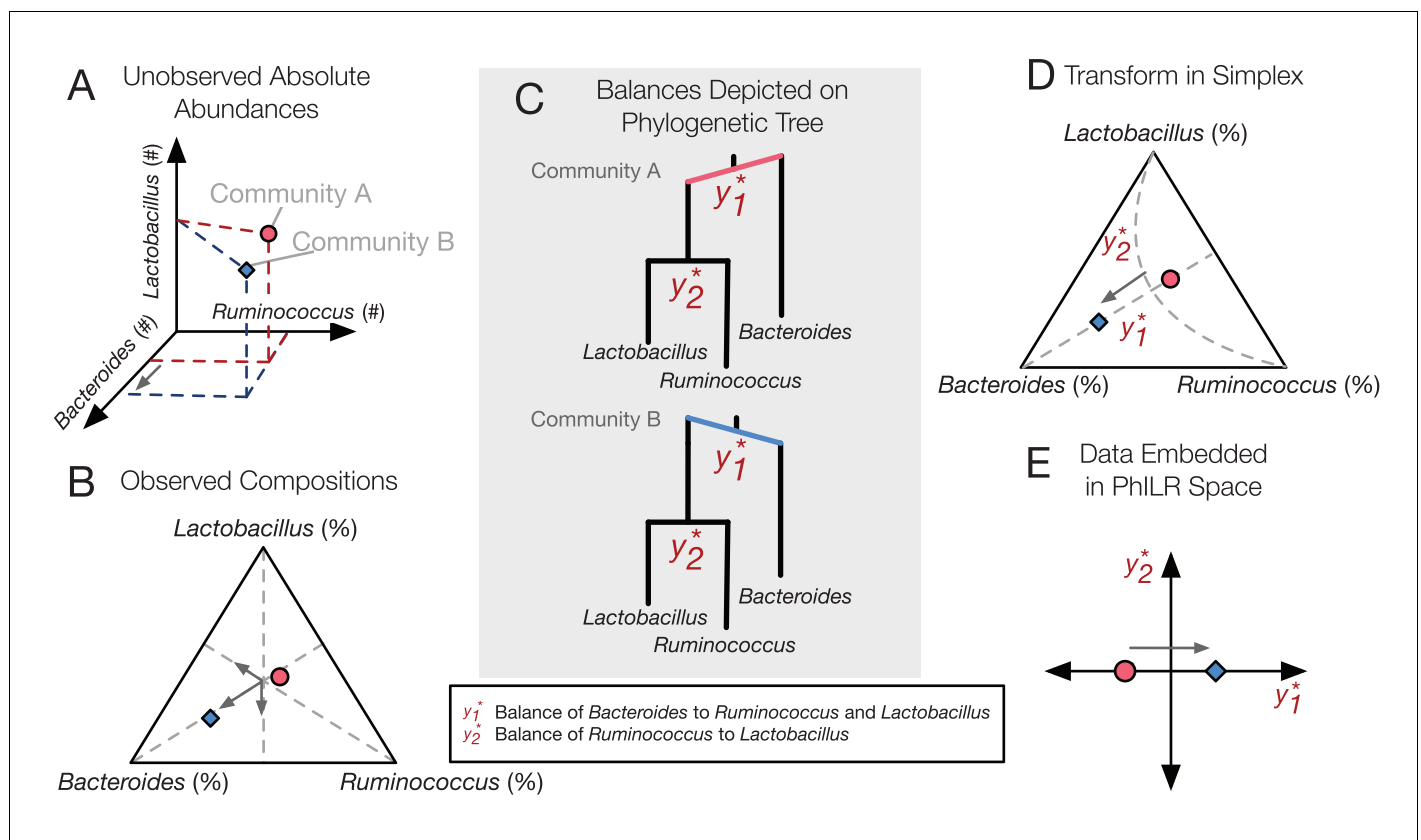 A
Unobserved Absolute
Abundances
Lactobacillus (#)
Community A
Community B
Ruminococcus (#)
Bacteroides (#)
B
Observed Compositions
Lactobacillus (%)
Bacteroides (%)
Ruminococcus (%)
C
Balances Depicted on
Phylogenetic Tree
Community A
y1*
y2*
Bacteroides
Lactobacillus
Ruminococcus
Community B
y1*
y2*
Bacteroides
Lactobacillus
Ruminococcus
y1* Balance of Bacteroides to Ruminococcus and Lactobacillus
y2* Balance of Ruminococcus to Lactobacillus
D
Transform in Simplex
Lactobacillus (%)
y2*
y1*
Bacteroides (%)
Ruminococcus (%)
E
Data Embedded
in PhILR Space
y2*
y1*